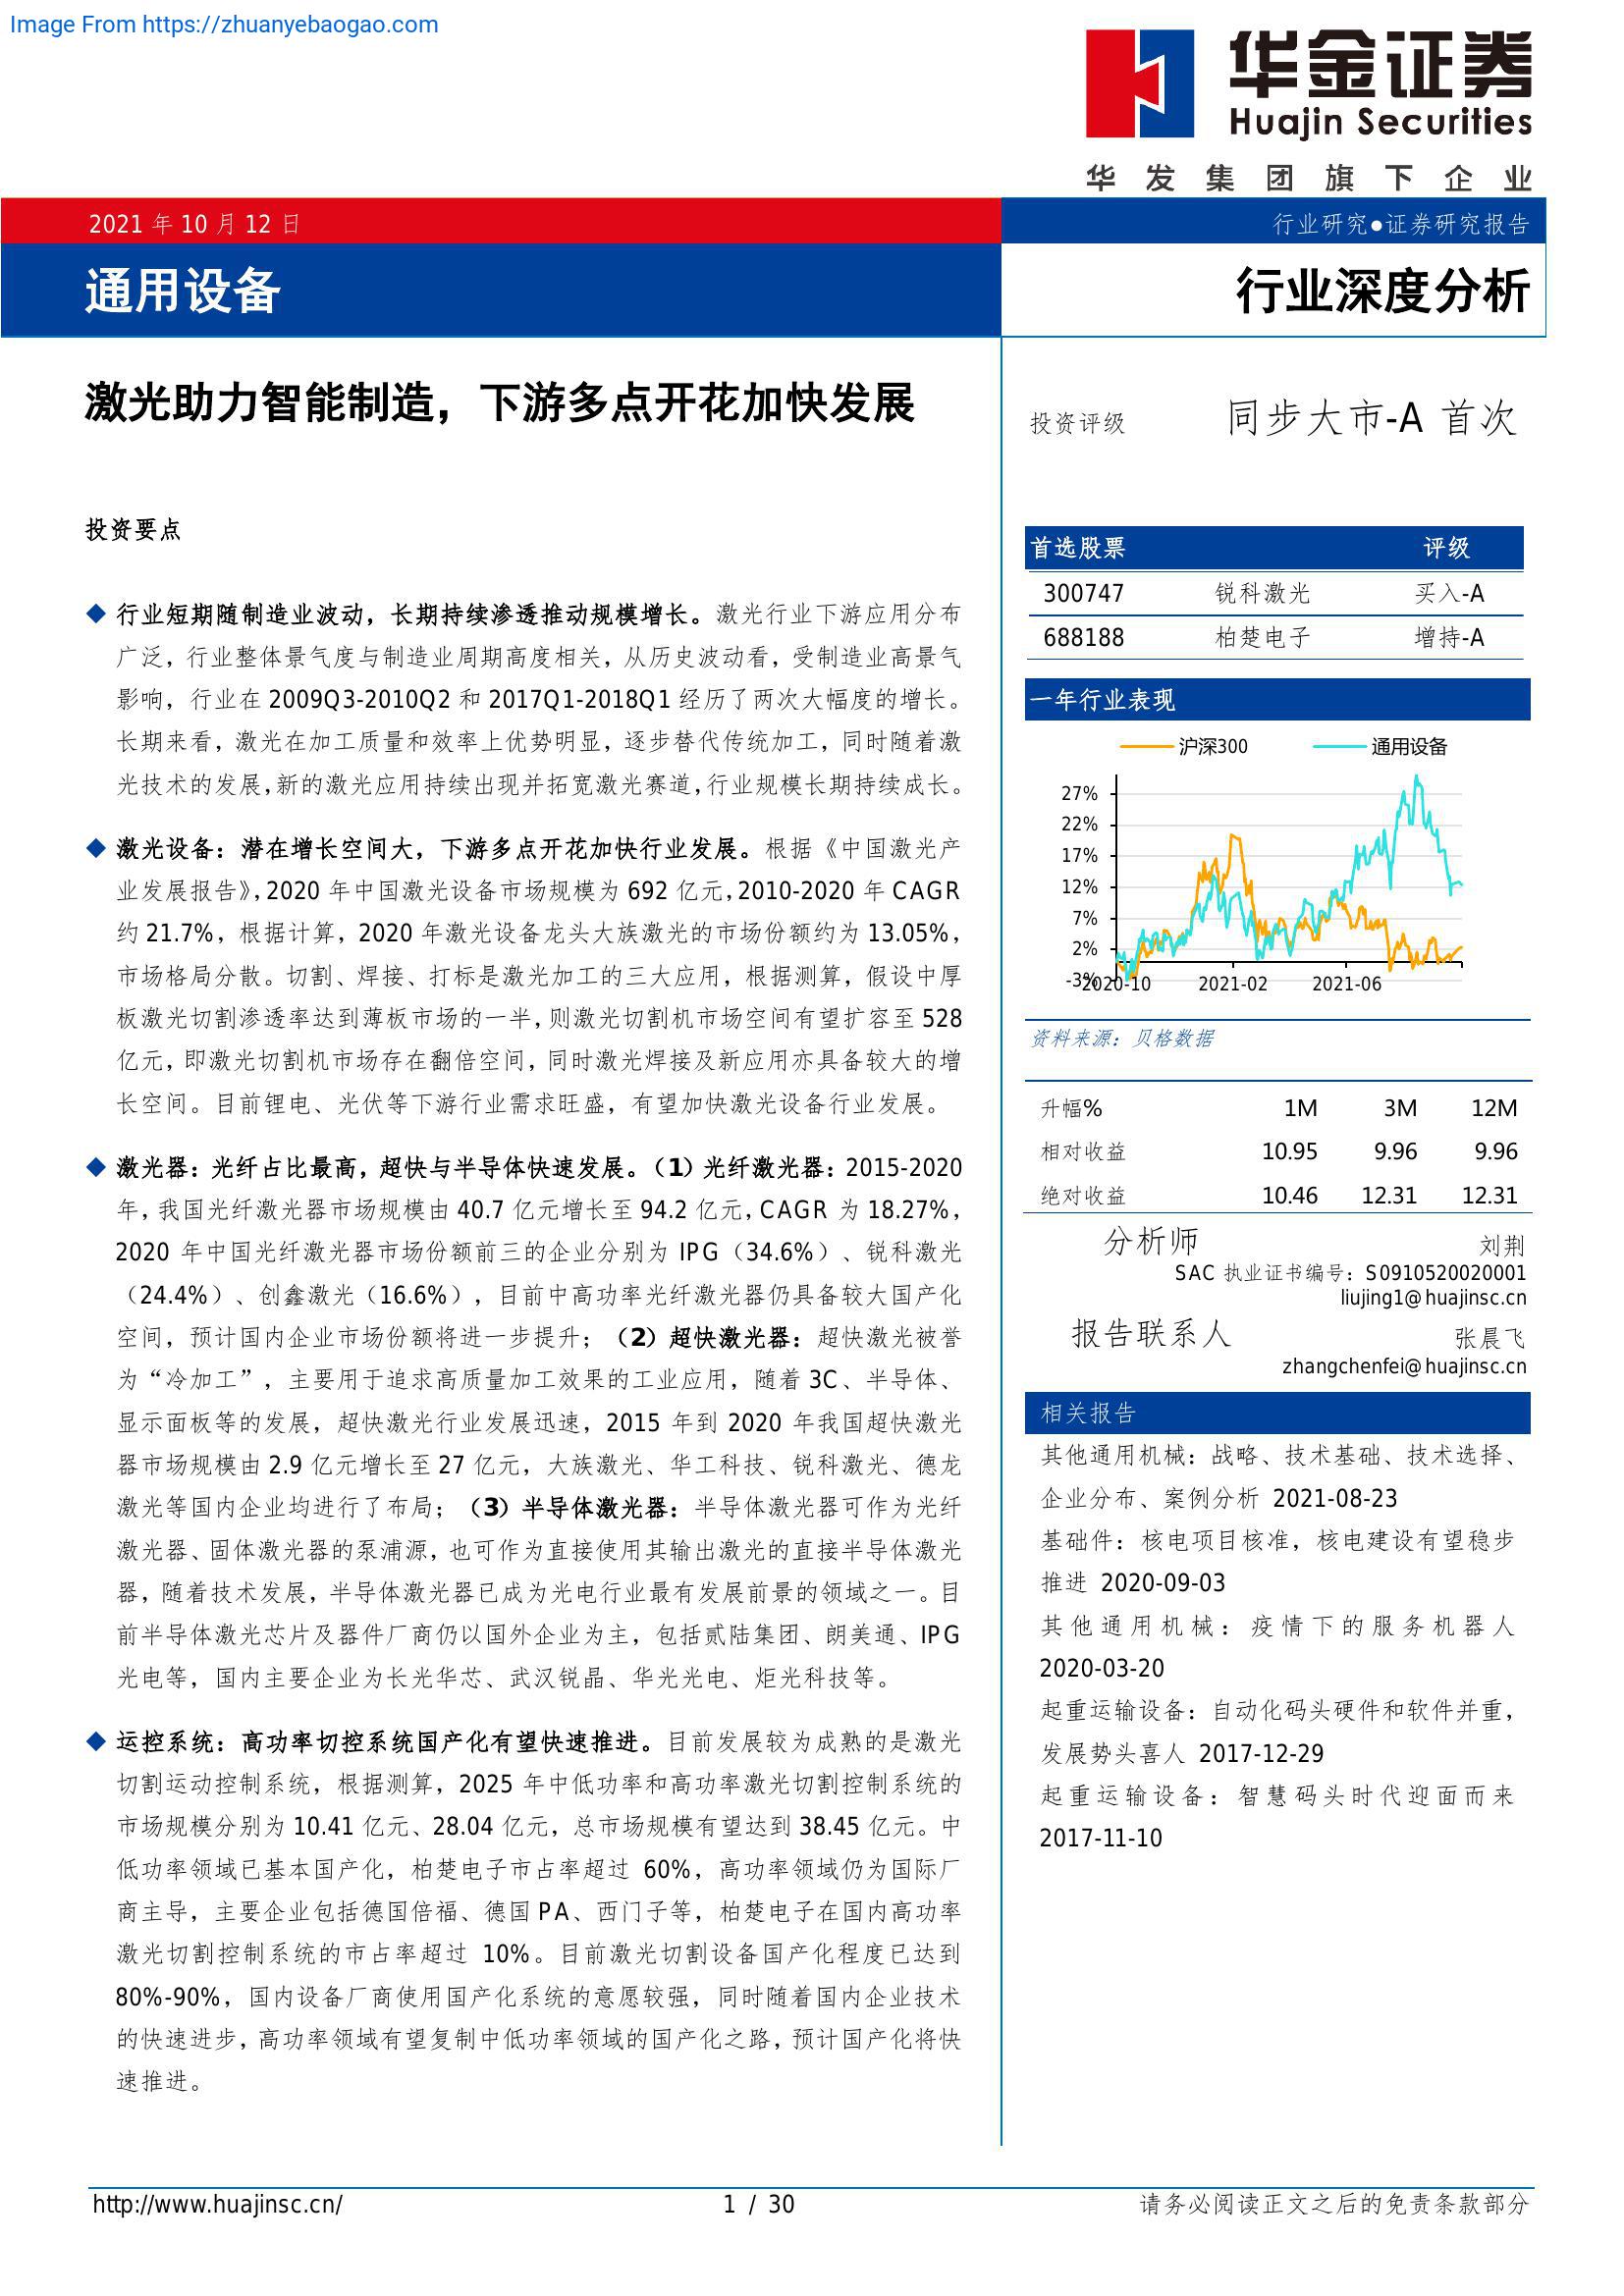 Image From https://zhuanyebaogao.com
华金证券
Huajin Securities
华发集团旗下企业
2021 年 10 月 12 日
行业研究●证券研究报告
通用设备
行业深度分析
激光助力智能制造，下游多点开花加快发展
投资要点
◆ 行业短期随制造业波动，长期持续渗透推动规模增长。激光行业下游应用分布
广泛，行业整体景气度与制造业周期高度相关，从历史波动看，受制造业高景气
影响，行业在 2009Q3-2010Q2 和 2017Q1-2018Q1 经历了两次大幅度的增长。
长期来看，激光在加工质量和效率上优势明显，逐步替代传统加工，同时随着激
光技术的发展，新的激光应用持续出现并拓宽激光赛道，行业规模长期持续成长。
◆ 激光设备：潜在增长空间大，下游多点开花加快行业发展。根据《中国激光产
业发展报告》，2020 年中国激光设备市场规模为 692 亿元，2010-2020 年 CAGR
约 21.7%，根据计算，2020 年激光设备龙头大族激光的市场份额约为 13.05%，
市场格局分散。切割、焊接、打标是激光加工的三大应用，根据测算，假设中厚
板激光切割渗透率达到薄板市场的一半，则激光切割机市场空间有望扩容至 528
亿元，即激光切割机市场存在翻倍空间，同时激光焊接及新应用亦具备较大的增
长空间。目前锂电、光伏等下游行业需求旺盛，有望加快激光设备行业发展。
◆ 激光器：光纤占比最高，超快与半导体快速发展。（1）光纤激光器：2015-2020
年，我国光纤激光器市场规模由 40.7 亿元增长至 94.2 亿元，CAGR 为 18.27%，
2020 年中国光纤激光器市场份额前三的企业分别为 IPG（34.6%）、锐科激光
（24.4%）、创鑫激光（16.6%），目前中高功率光纤激光器仍具备较大国产化
空间，预计国内企业市场份额将进一步提升；（2）超快激光器：超快激光被誉
为“冷加工”，主要用于追求高质量加工效果的工业应用，随着 3C、半导体、
显示面板等的发展，超快激光行业发展迅速，2015 年到 2020 年我国超快激光
器市场规模由 2.9 亿元增长至 27 亿元，大族激光、华工科技、锐科激光、德龙
激光等国内企业均进行了布局；（3）半导体激光器：半导体激光器可作为光纤
激光器、固体激光器的泵浦源，也可作为直接使用其输出激光的直接半导体激光
器，随着技术发展，半导体激光器已成为光电行业最有发展前景的领域之一。目
前半导体激光芯片及器件厂商仍以国外企业为主，包括贰陆集团、朗美通、IPG
光电等，国内主要企业为长光华芯、武汉锐晶、华光光电、炬光科技等。
◆ 运控系统：高功率切控系统国产化有望快速推进。目前发展较为成熟的是激光
切割运动控制系统，根据测算，2025 年中低功率和高功率激光切割控制系统的
市场规模分别为 10.41 亿元、28.04 亿元，总市场规模有望达到 38.45 亿元。中
低功率领域已基本国产化，柏楚电子市占率超过 60%，高功率领域仍为国际厂
商主导，主要企业包括德国倍福、德国 PA、西门子等，柏楚电子在国内高功率
激光切割控制系统的市占率超过 10%。目前激光切割设备国产化程度已达到
80%-90%，国内设备厂商使用国产化系统的意愿较强，同时随着国内企业技术
的快速进步，高功率领域有望复制中低功率领域的国产化之路，预计国产化将快
速推进。
投资评级 同步大市-A 首次
首选股票 评级
300747 锐科激光 买入-A
688188 柏楚电子 增持-A
一年行业表现
沪深300 通用设备
27%
22%
17%
12%
7%
2%
-3%
2020-10 2021-02 2021-06
资料来源：贝格数据
升幅% 1M 3M 12M
相对收益 10.95 9.96 9.96
绝对收益 10.46 12.31 12.31
分析师 刘荆
SAC 执业证书编号：S0910520020001
liujing1@huajinsc.cn
报告联系人 张晨飞
zhangchenfei@huajinsc.cn
相关报告
其他通用机械：战略、技术基础、技术选择、
企业分布、案例分析 2021-08-23
基础件：核电项目核准，核电建设有望稳步
推进 2020-09-03
其他通用机械：疫情下的服务机器人
2020-03-20
起重运输设备：自动化码头硬件和软件并重，
发展势头喜人 2017-12-29
起重运输设备：智慧码头时代迎面而来
2017-11-10
http://www.huajinsc.cn/ 1 / 30 请务必阅读正文之后的免责条款部分